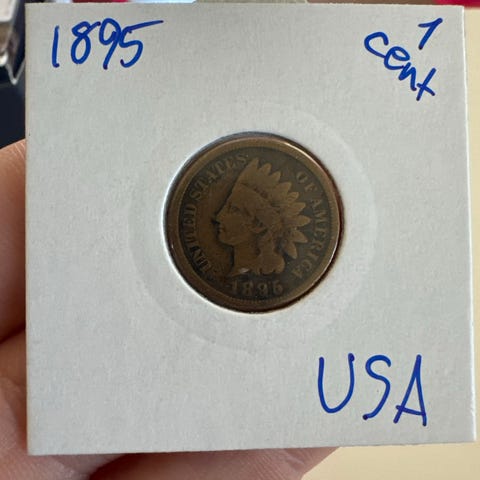 1895
1
cent
UNITED STATES OF AMERICA
1895
USA